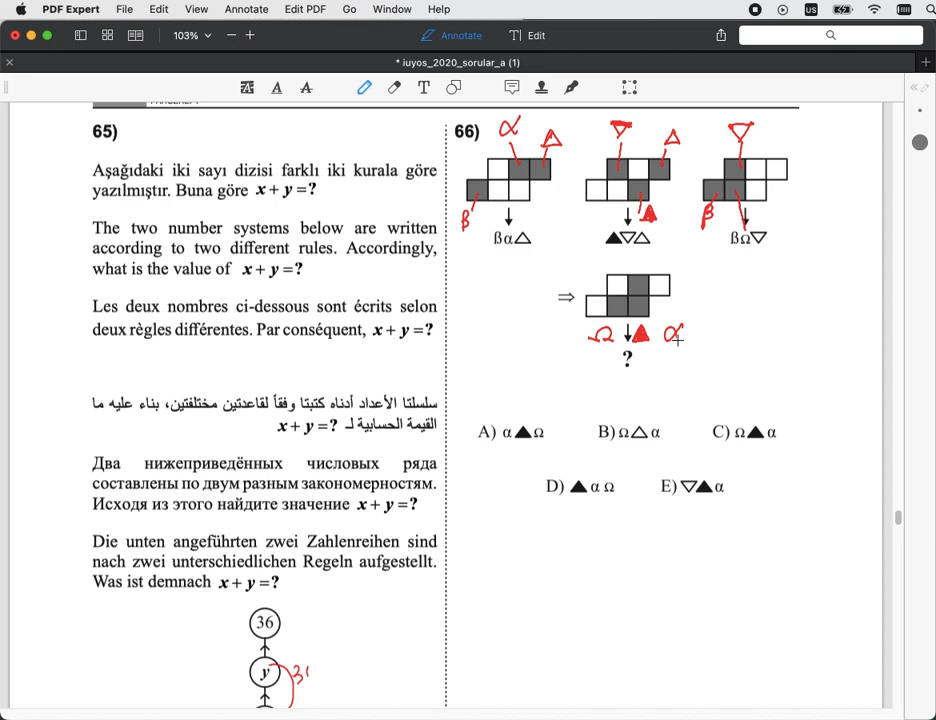 PDF Expert File Edit View Annotate Edit PDF Go Window Help US
103% Annotate T Edit
* iuyos_2020_sorular_a (1)
A A A T
65)
Aşağıdaki iki sayı dizisi farklı iki kurala göre
yazılmıştır. Buna göre x + y = ?
The two number systems below are written
according to two different rules. Accordingly,
what is the value of x + y = ?
Les deux nombres ci-dessous sont écrits selon
deux règles différentes. Par conséquent, x + y = ?
سلسلتا الأعداد أدناه كتبتا وفقاً لقاعدتين مختلفتين، بناء عليه ما
القيمة الحسابية لـ x + y = ?
Два нижеприведённых числовых ряда
составлены по двум разным закономерностям.
Исходя из этого найдите значение x + y = ?
Die unten angeführten zwei Zahlenreihen sind
nach zwei unterschiedlichen Regeln aufgestellt.
Was ist demnach x + y = ?
36
y 3
66) α △ ▽ △ ▽
β ▲ β
ßα△ ▲▽△ ßΩ▽
⇒
Ω ▲ α
?
A) α▲Ω B) Ω△α C) Ω▲α
D) ▲αΩ E) ▽▲α